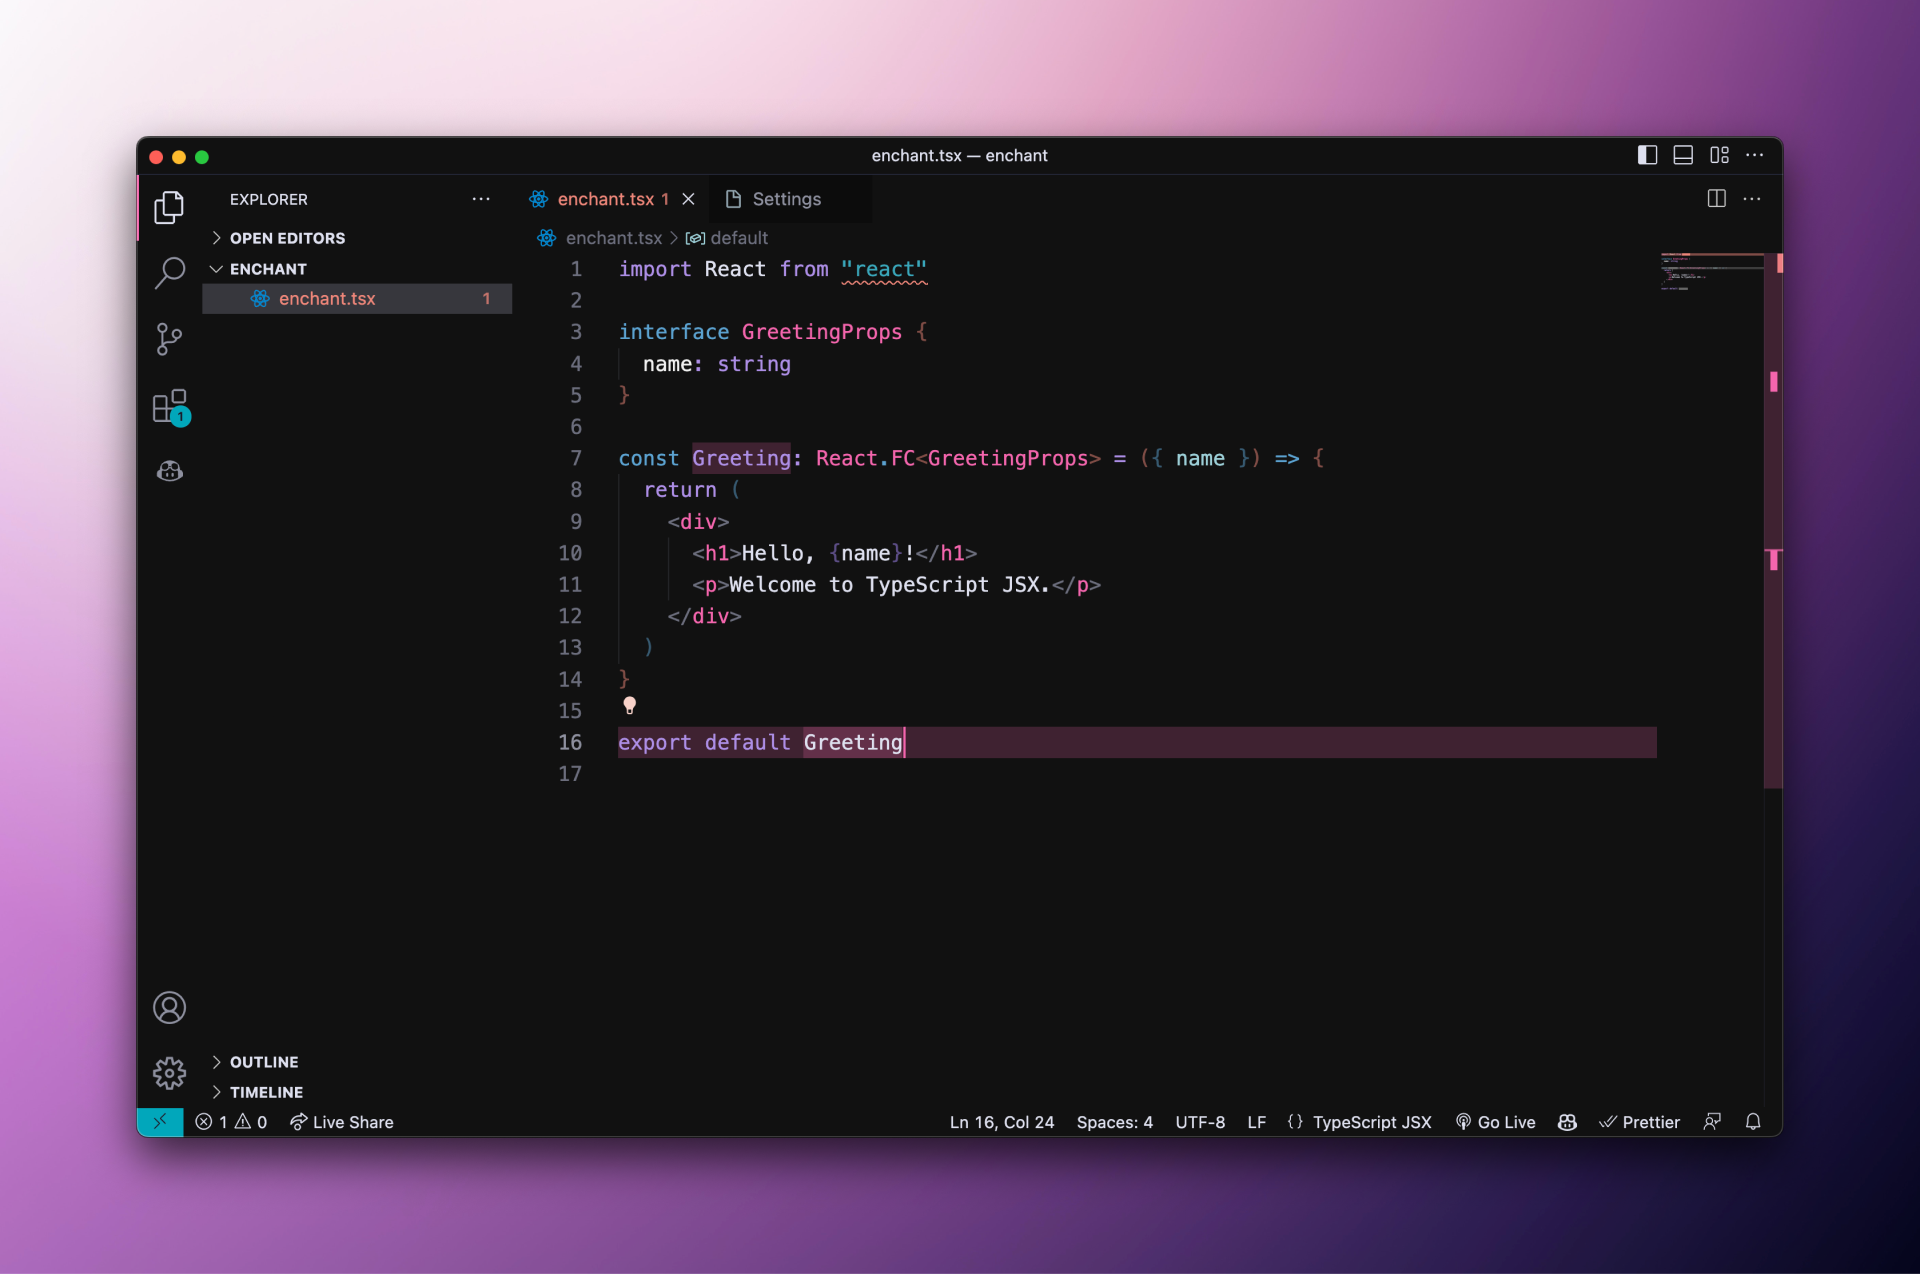 enchant.tsx — enchant
EXPLORER
enchant.tsx 1
Settings
OPEN EDITORS
enchant.tsx > default
ENCHANT
enchant.tsx 1
1 import React from "react"
2
3 interface GreetingProps {
4 name: string
5 }
6
7 const Greeting: React.FC<GreetingProps> = ({ name }) => {
8 return (
9 <div>
10 <h1>Hello, {name}!</h1>
11 <p>Welcome to TypeScript JSX.</p>
12 </div>
13 )
14 }
15
16 export default Greeting
17
1
OUTLINE
TIMELINE
1 0 Live Share
Ln 16, Col 24 Spaces: 4 UTF-8 LF {} TypeScript JSX Go Live Prettier